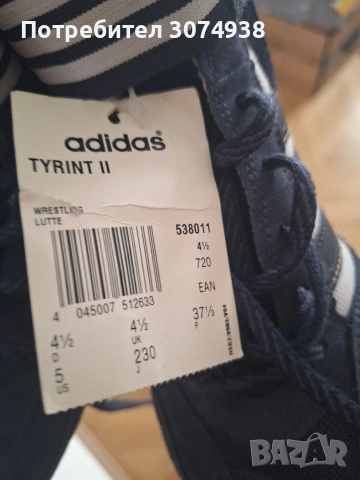 Потребител 3074938
adidas
TYRINT II
WRESTLING
LUTTE
538011
4½
720
EAN
4 045007 512633
4½ 4½ 37⅓
D UK F
5 230
US J
BAZAR